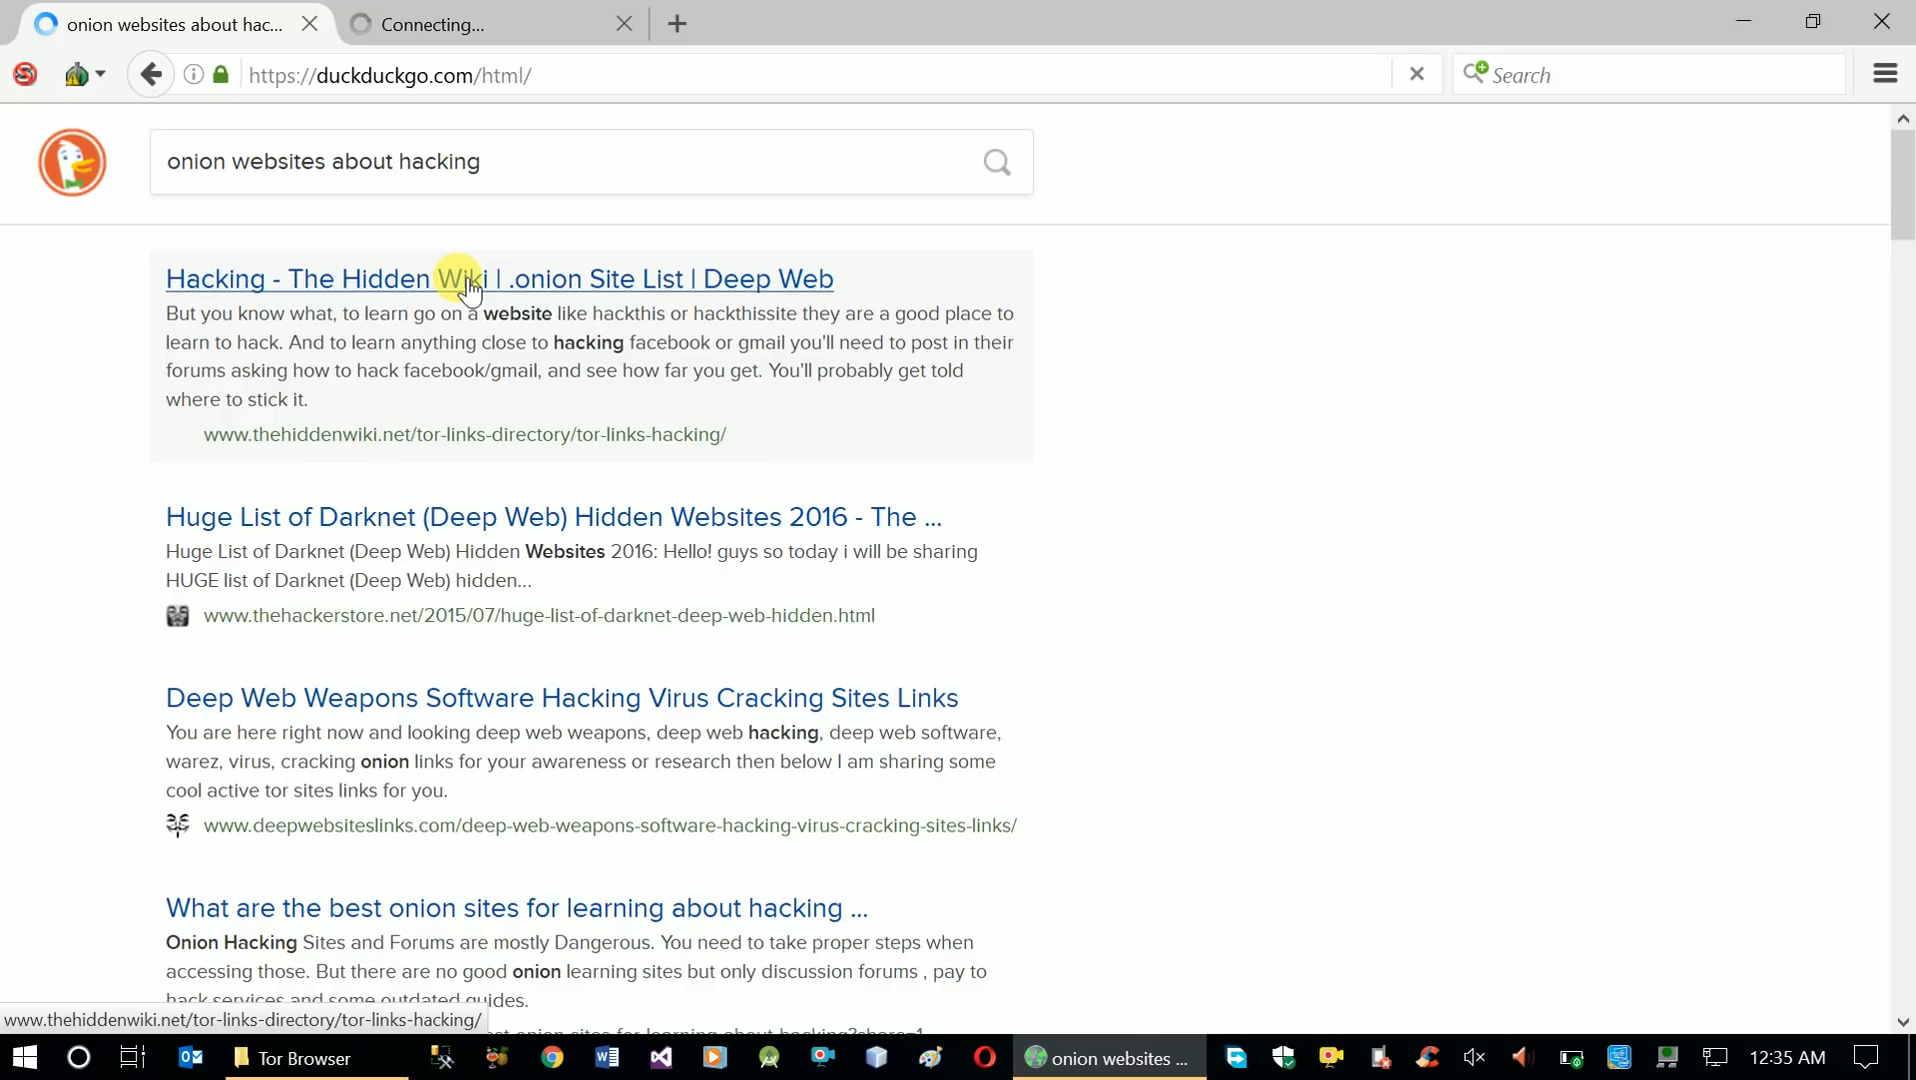 onion websites about hac...
Connecting...
https://duckduckgo.com/html/
Search
onion websites about hacking
Hacking - The Hidden Wiki | .onion Site List | Deep Web
But you know what, to learn go on a website like hackthis or hackthissite they are a good place to
learn to hack. And to learn anything close to hacking facebook or gmail you'll need to post in their
forums asking how to hack facebook/gmail, and see how far you get. You'll probably get told
where to stick it.
www.thehiddenwiki.net/tor-links-directory/tor-links-hacking/
Huge List of Darknet (Deep Web) Hidden Websites 2016 - The ...
Huge List of Darknet (Deep Web) Hidden Websites 2016: Hello! guys so today i will be sharing
HUGE list of Darknet (Deep Web) hidden...
www.thehackerstore.net/2015/07/huge-list-of-darknet-deep-web-hidden.html
Deep Web Weapons Software Hacking Virus Cracking Sites Links
You are here right now and looking deep web weapons, deep web hacking, deep web software,
warez, virus, cracking onion links for your awareness or research then below I am sharing some
cool active tor sites links for you.
www.deepwebsiteslinks.com/deep-web-weapons-software-hacking-virus-cracking-sites-links/
What are the best onion sites for learning about hacking ...
Onion Hacking Sites and Forums are mostly Dangerous. You need to take proper steps when
accessing those. But there are no good onion learning sites but only discussion forums , pay to
hack services and some outdated guides.
www.thehiddenwiki.net/tor-links-directory/tor-links-hacking/
onion-sites-for-learning-about-hacking?share=1
Tor Browser
onion websites ...
12:35 AM